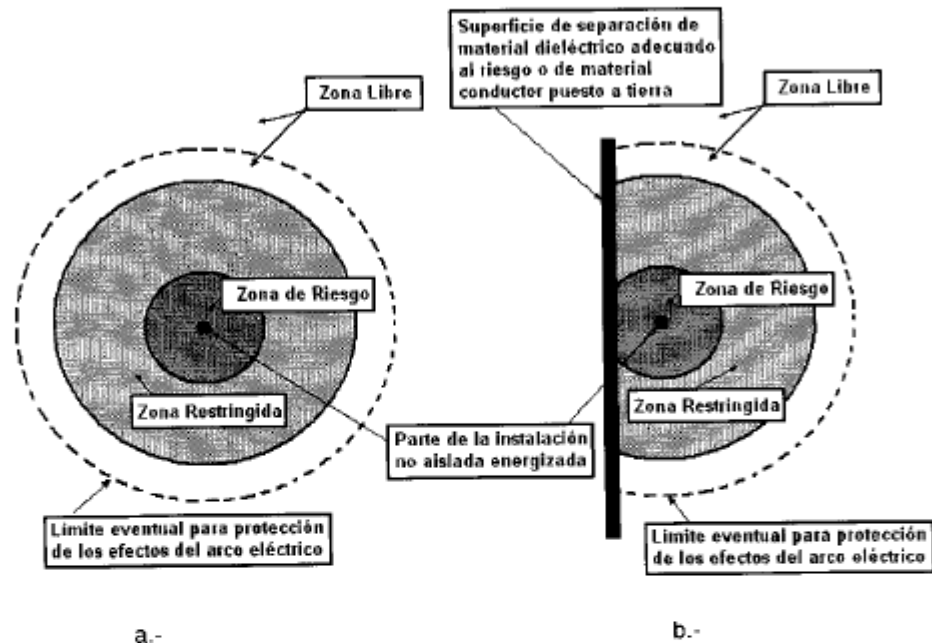 Superficie de separación de
material dieléctrico adecuado
al riesgo o de material
conductor puesto a tierra
Zona Libre
Zona Libre
Zona de Riesgo
Zona de Riesgo
Zona Restringida
Zona Restringida
Parte de la instalación
no aislada energizada
Límite eventual para protección
de los efectos del arco eléctrico
Límite eventual para protección
de los efectos del arco eléctrico
a.-
b.-